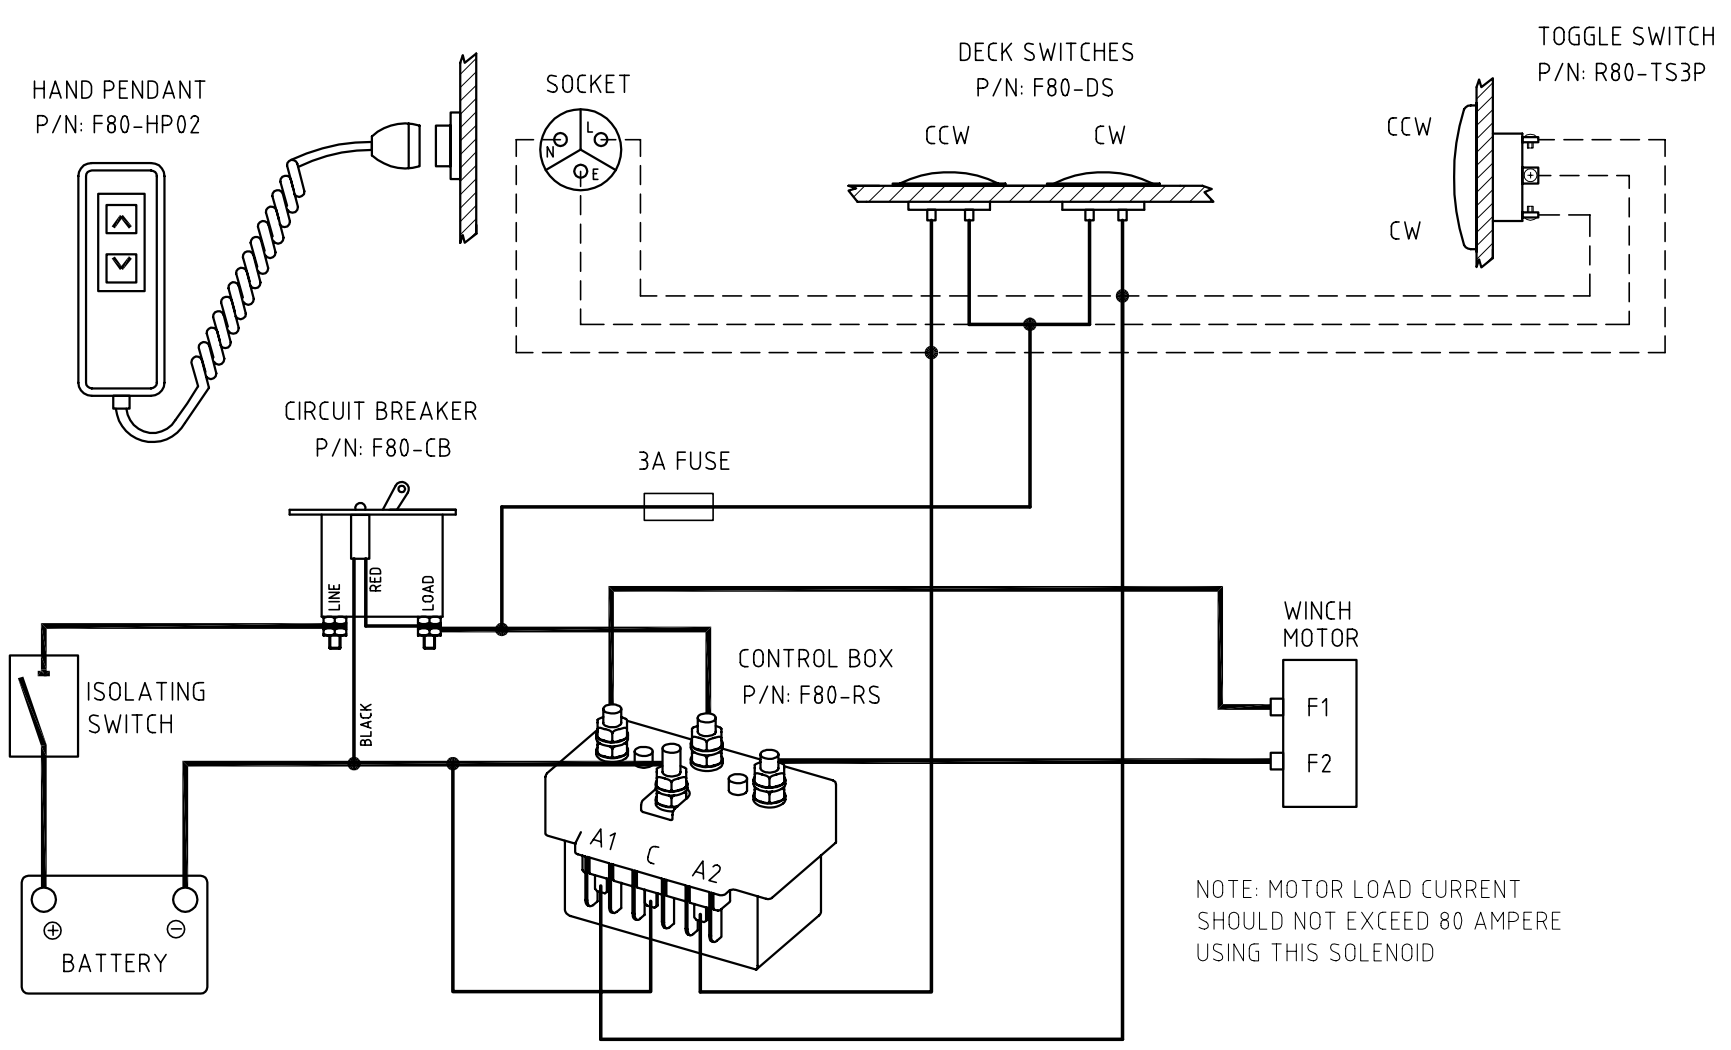 HAND PENDANT
P/N: F80-HP02
SOCKET
N
L
E
DECK SWITCHES
P/N: F80-DS
CCW
CW
TOGGLE SWITCH
P/N: R80-TS3P
CCW
CW
CIRCUIT BREAKER
P/N: F80-CB
3A FUSE
LINE
RED
LOAD
BLACK
ISOLATING
SWITCH
CONTROL BOX
P/N: F80-RS
WINCH
MOTOR
F1
F2
A1
C
A2
+
−
BATTERY
NOTE: MOTOR LOAD CURRENT
SHOULD NOT EXCEED 80 AMPERE
USING THIS SOLENOID